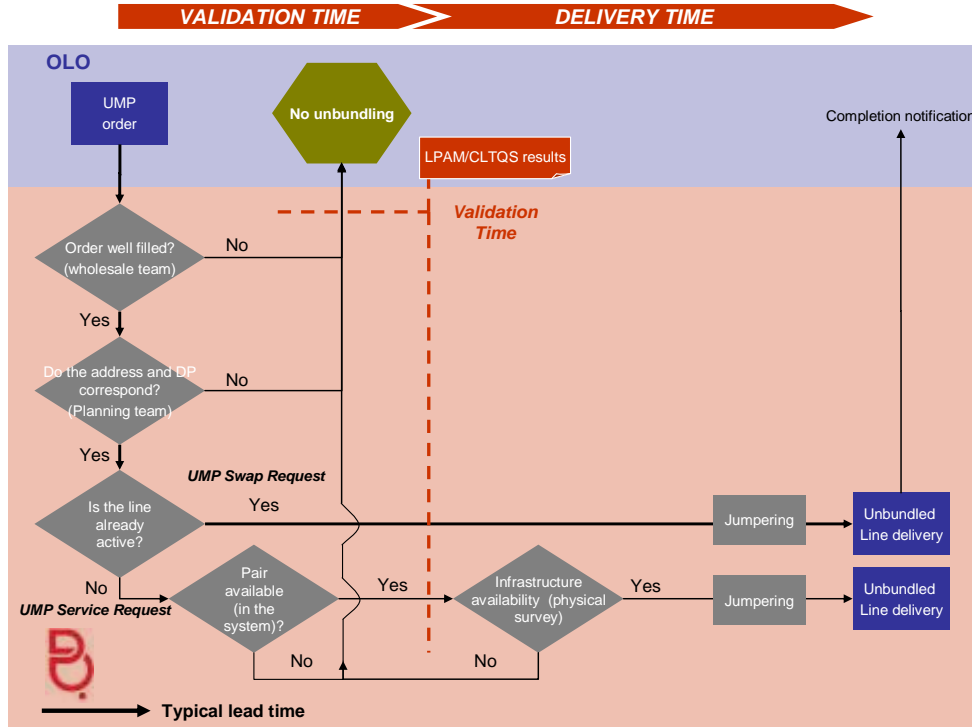 VALIDATION TIME
DELIVERY TIME
OLO
UMP
order
No unbundling
LPAM/CLTQS results
Completion notification
Validation
Time
Order well filled?
(wholesale team)
No
Yes
Do the address and DP
correspond?
(Planning team)
No
Yes
UMP Swap Request
Is the line
already
active?
Yes
Jumpering
Unbundled
Line delivery
No
UMP Service Request
Pair
available
(in the
system)?
Yes
Infrastructure
availability (physical
survey)
Yes
Jumpering
Unbundled
Line delivery
No
No
Typical lead time